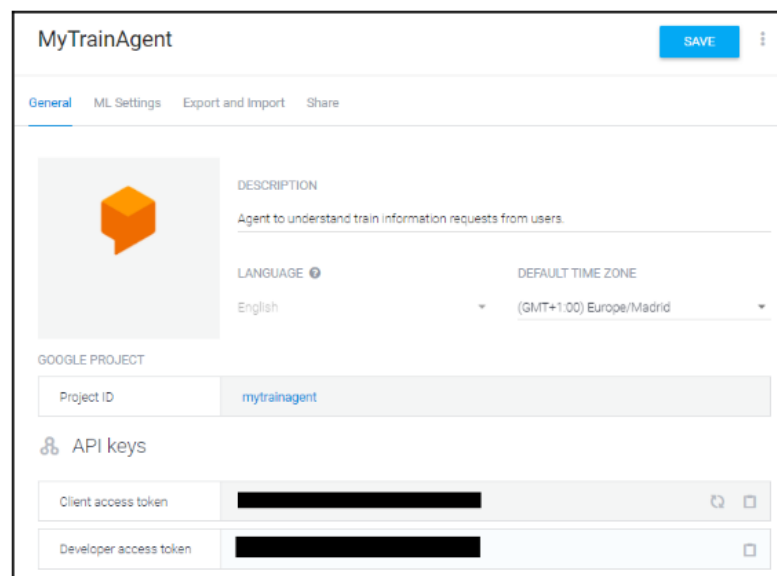 MyTrainAgent
SAVE
General ML Settings Export and Import Share
DESCRIPTION
Agent to understand train information requests from users.
LANGUAGE DEFAULT TIME ZONE
English (GMT+1:00) Europe/Madrid
GOOGLE PROJECT
Project ID mytrainagent
API keys
Client access token
Developer access token